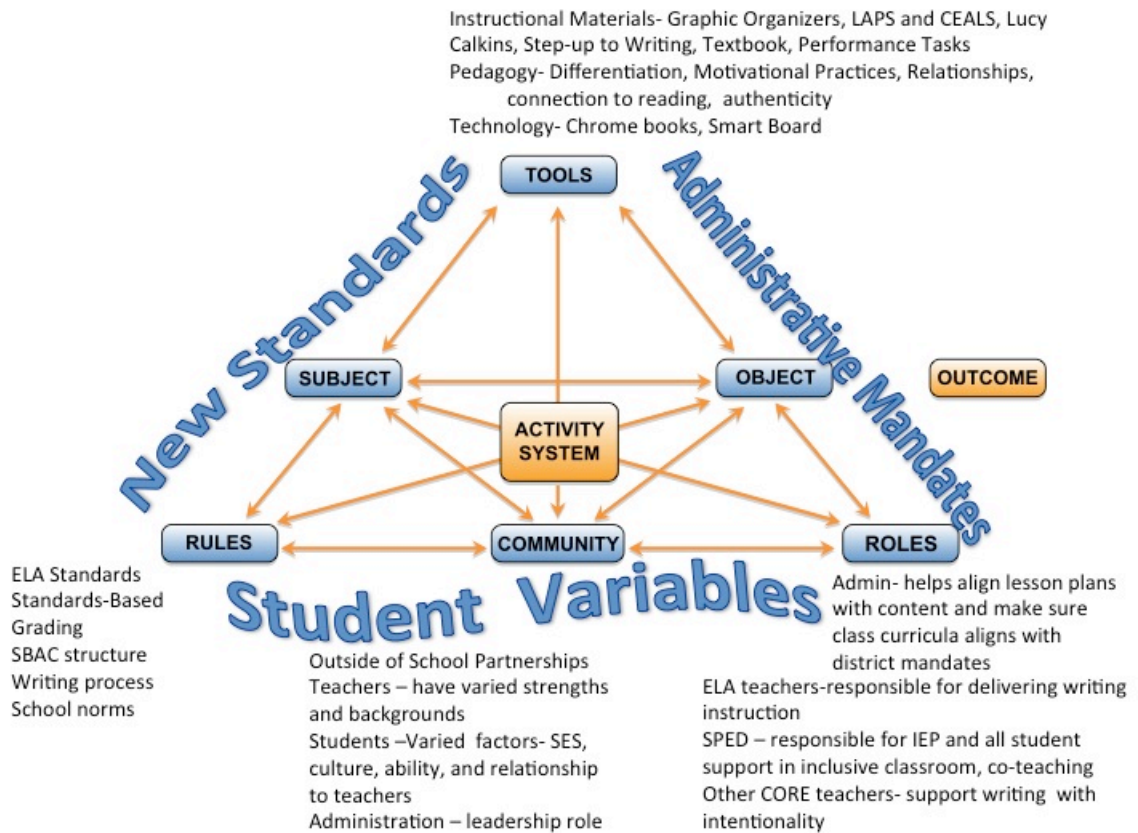 Instructional Materials- Graphic Organizers, LAPS and CEALS, Lucy
Calkins, Step-up to Writing, Textbook, Performance Tasks
Pedagogy- Differentiation, Motivational Practices, Relationships,
connection to reading, authenticity
Technology- Chrome books, Smart Board
TOOLS
New Standards
Administrative Mandates
SUBJECT
OBJECT
OUTCOME
ACTIVITY
SYSTEM
RULES
COMMUNITY
ROLES
Student Variables
ELA Standards
Standards-Based
Grading
SBAC structure
Writing process
School norms
Outside of School Partnerships
Teachers – have varied strengths
and backgrounds
Students –Varied factors- SES,
culture, ability, and relationship
to teachers
Administration – leadership role
Admin- helps align lesson plans
with content and make sure
class curricula aligns with
district mandates
ELA teachers-responsible for delivering writing
instruction
SPED – responsible for IEP and all student
support in inclusive classroom, co-teaching
Other CORE teachers- support writing with
intentionality